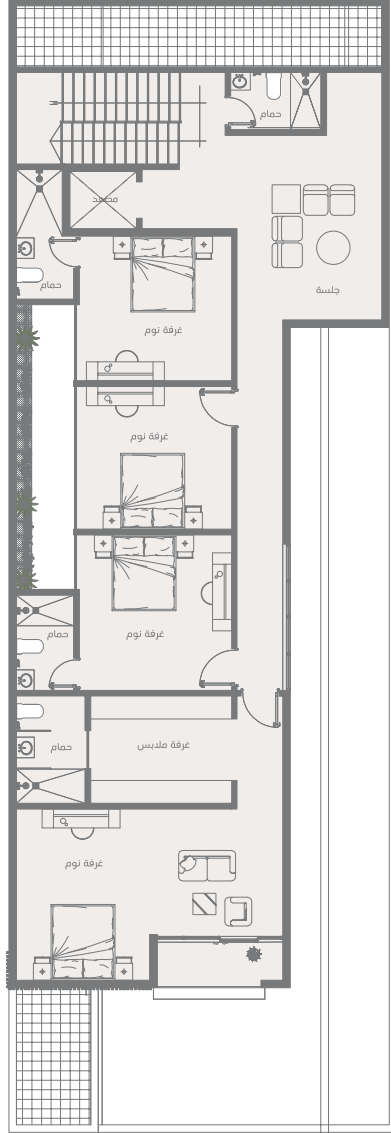 حمام
مصعد
جلسة
حمام
غرفة نوم
غرفة نوم
غرفة نوم
حمام
غرفة ملابس
حمام
غرفة نوم